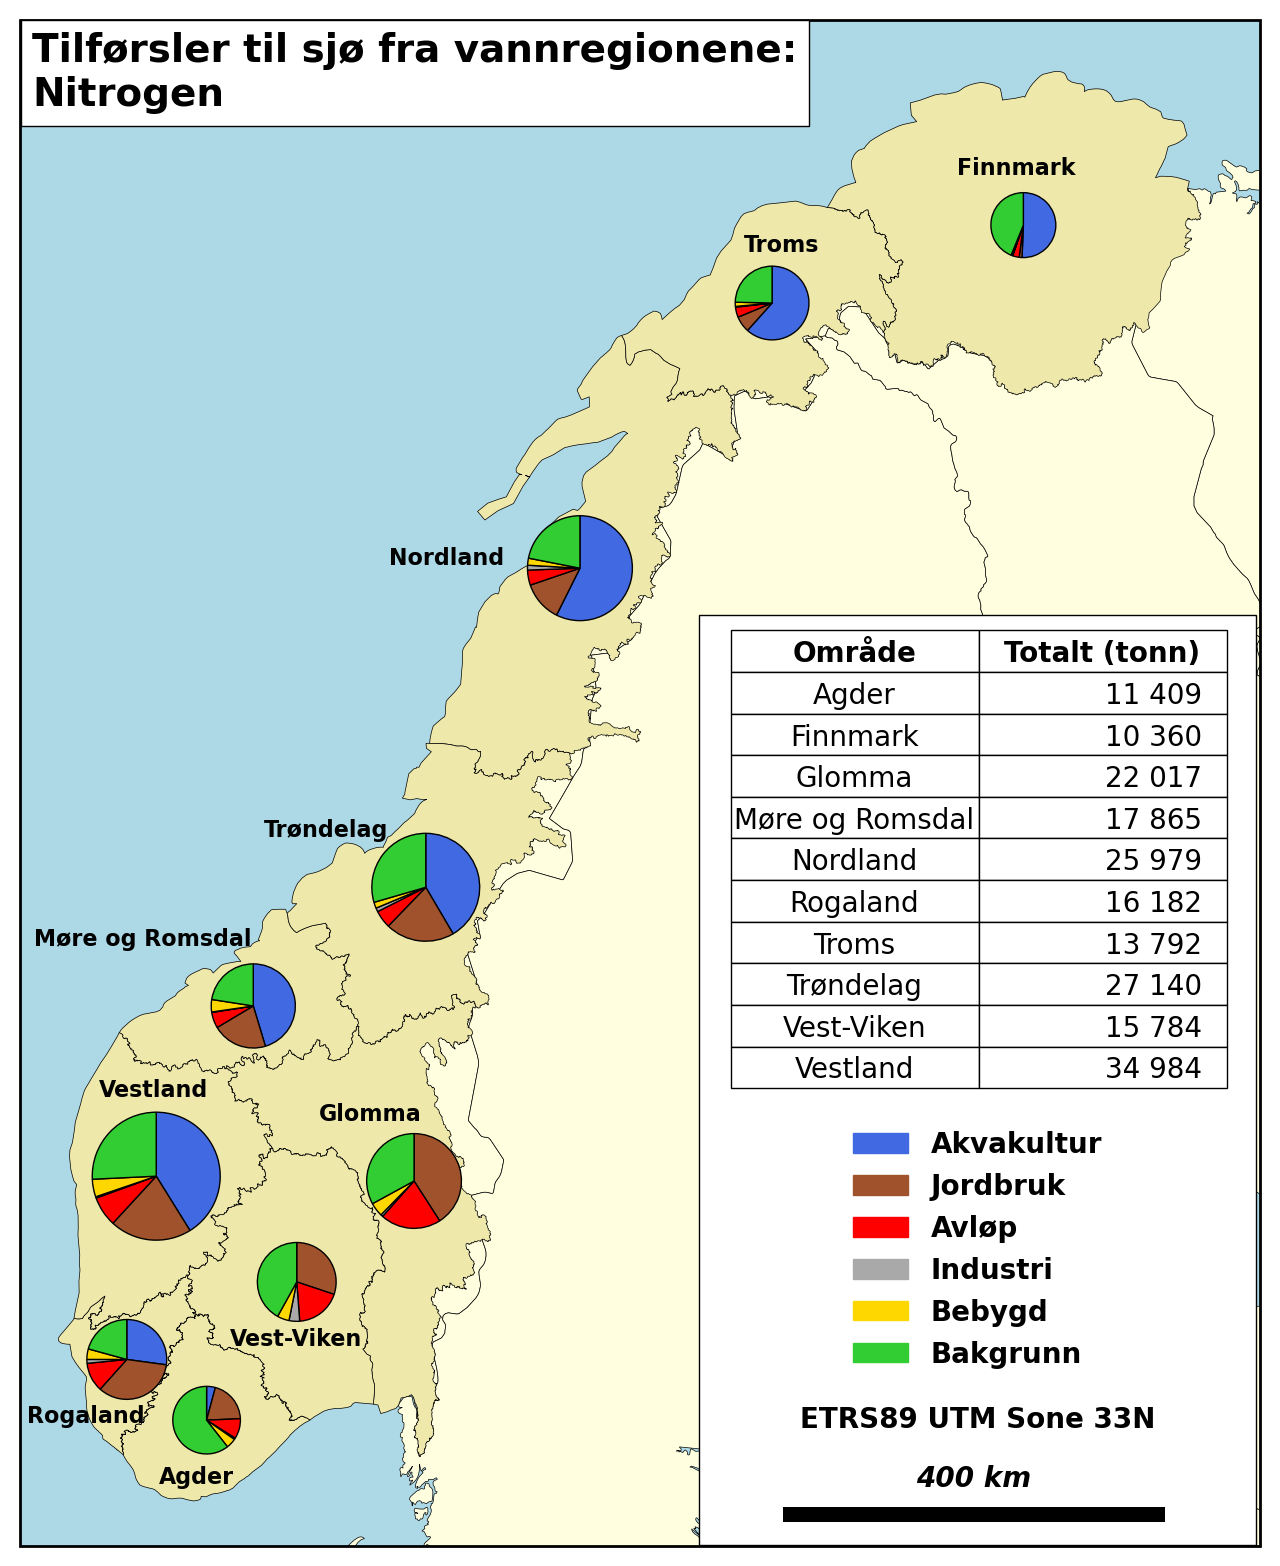 Tilførsler til sjø fra vannregionene:
Nitrogen
Finnmark
Troms
Nordland
Trøndelag
Møre og Romsdal
Vestland
Glomma
Vest-Viken
Rogaland
Agder
Område Totalt (tonn)
Agder 11 409
Finnmark 10 360
Glomma 22 017
Møre og Romsdal 17 865
Nordland 25 979
Rogaland 16 182
Troms 13 792
Trøndelag 27 140
Vest-Viken 15 784
Vestland 34 984
Akvakultur
Jordbruk
Avløp
Industri
Bebygd
Bakgrunn
ETRS89 UTM Sone 33N
400 km